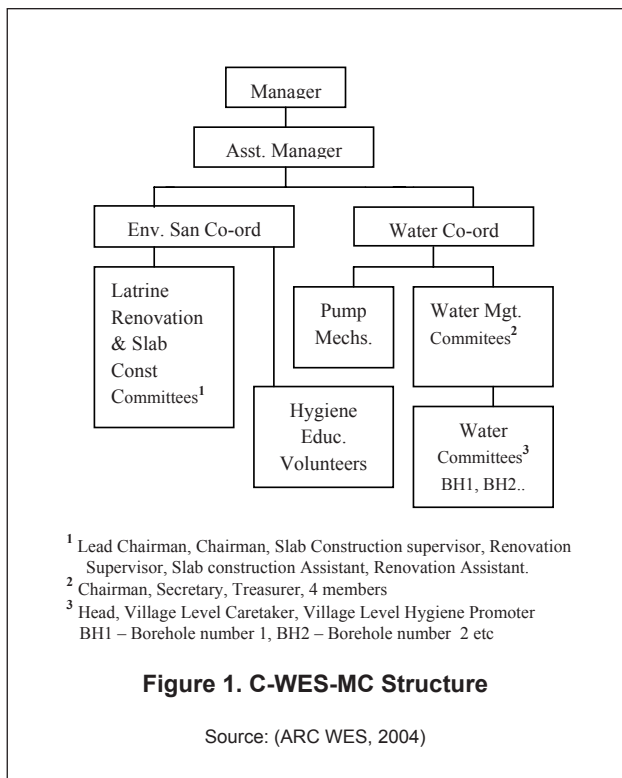 Manager
Asst. Manager
Env. San Co-ord
Water Co-ord
Latrine
Renovation
& Slab
Const
Committees¹
Hygiene
Educ.
Volunteers
Pump
Mechs.
Water Mgt.
Commitees²
Water
Committees³
BH1, BH2..
¹ Lead Chairman, Chairman, Slab Construction supervisor, Renovation
Supervisor, Slab construction Assistant, Renovation Assistant.
² Chairman, Secretary, Treasurer, 4 members
³ Head, Village Level Caretaker, Village Level Hygiene Promoter
BH1 – Borehole number 1, BH2 – Borehole number 2 etc
Figure 1. C-WES-MC Structure
Source: (ARC WES, 2004)